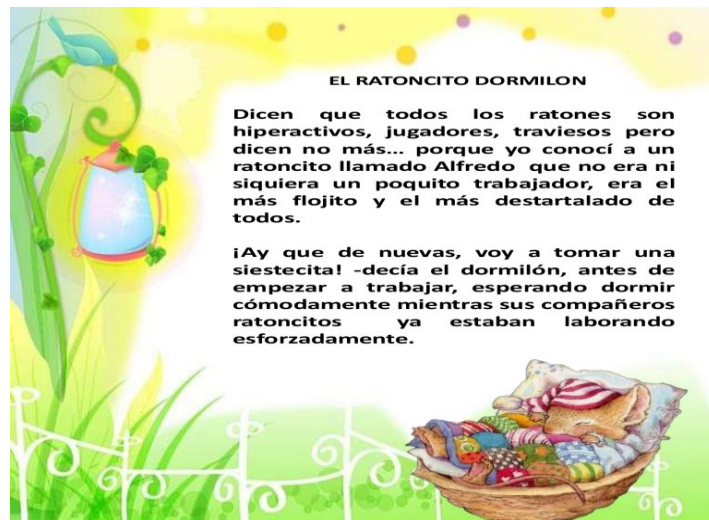 EL RATONCITO DORMILON
Dicen que todos los ratones son
hiperactivos, jugadores, traviesos pero
dicen no más... porque yo conocí a un
ratoncito llamado Alfredo que no era ni
siquiera un poquito trabajador, era el
más flojito y el más destartalado de
todos.
¡Ay que de nuevas, voy a tomar una
siestecita! -decía el dormilón, antes de
empezar a trabajar, esperando dormir
cómodamente mientras sus compañeros
ratoncitos ya estaban laborando
esforzadamente.